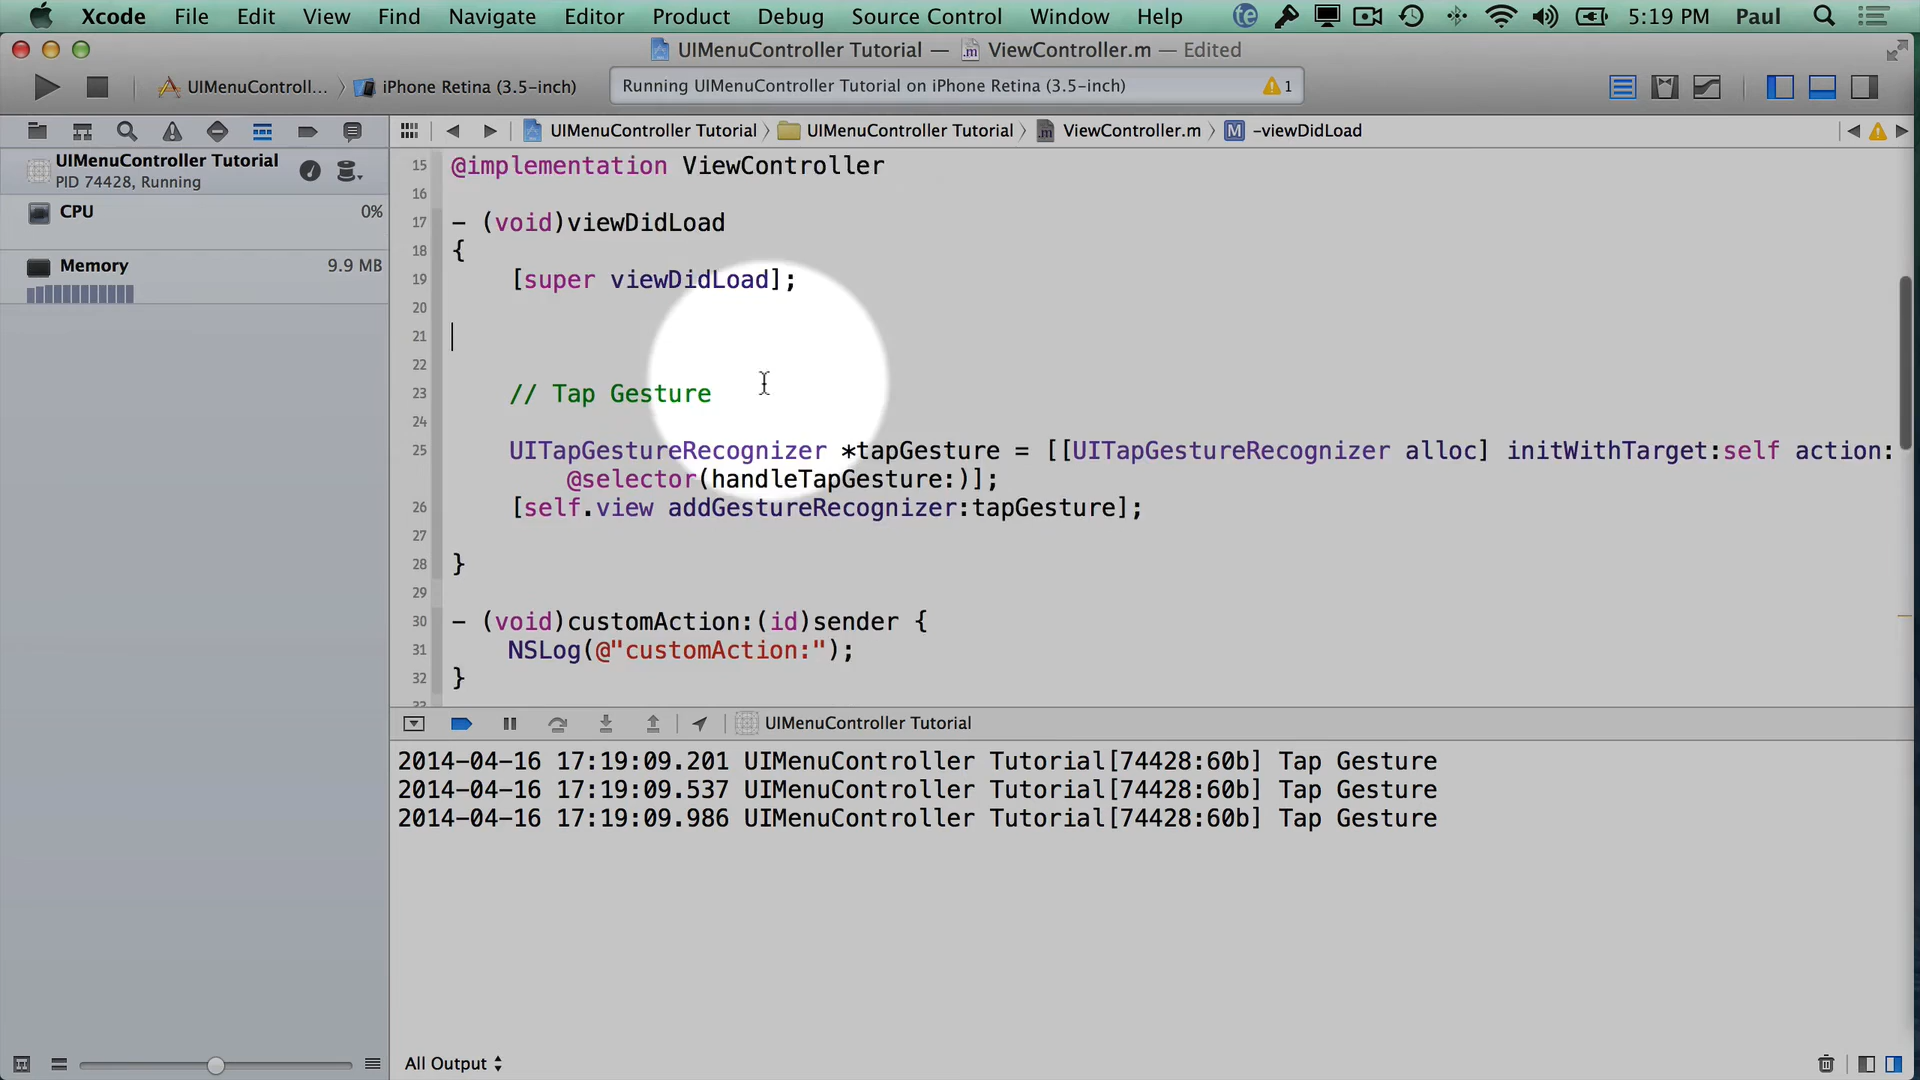 Xcode File Edit View Find Navigate Editor Product Debug Source Control Window Help te 5:19 PM Paul
UIMenuController Tutorial — ViewController.m — Edited
UIMenuControll... iPhone Retina (3.5-inch) Running UIMenuController Tutorial on iPhone Retina (3.5-inch) 1
UIMenuController Tutorial UIMenuController Tutorial ViewController.m M -viewDidLoad
UIMenuController Tutorial
PID 74428, Running
CPU 0%
Memory 9.9 MB
15 @implementation ViewController
16
17 - (void)viewDidLoad
18 {
19 [super viewDidLoad];
20
21
22
23 // Tap Gesture
24
25 UITapGestureRecognizer *tapGesture = [[UITapGestureRecognizer alloc] initWithTarget:self action:
@selector(handleTapGesture:)];
26 [self.view addGestureRecognizer:tapGesture];
27
28 }
29
30 - (void)customAction:(id)sender {
31 NSLog(@"customAction:");
32 }
UIMenuController Tutorial
2014-04-16 17:19:09.201 UIMenuController Tutorial[74428:60b] Tap Gesture
2014-04-16 17:19:09.537 UIMenuController Tutorial[74428:60b] Tap Gesture
2014-04-16 17:19:09.986 UIMenuController Tutorial[74428:60b] Tap Gesture
All Output